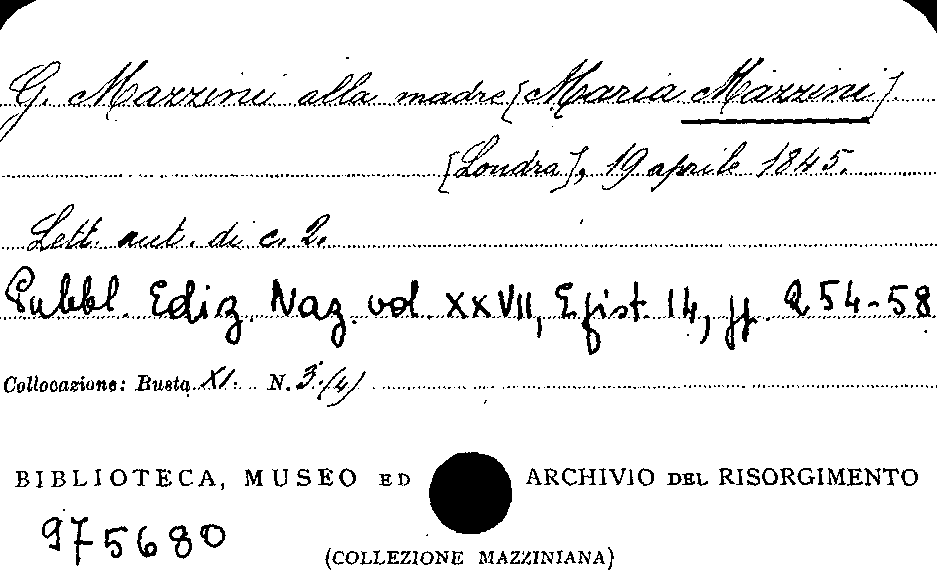 G. Mazzini alla madre [Maria Mazzini]
[Londra], 19 aprile 1845.
Lett. aut. di c. 2.
Pubbl. Ediz. Naz. vol. XXVII, Epist. 14, pp. 254-58
Collocazione: Busta XI. N. 3.(4)
BIBLIOTECA, MUSEO ED ARCHIVIO DEL RISORGIMENTO
975680
(COLLEZIONE MAZZINIANA)